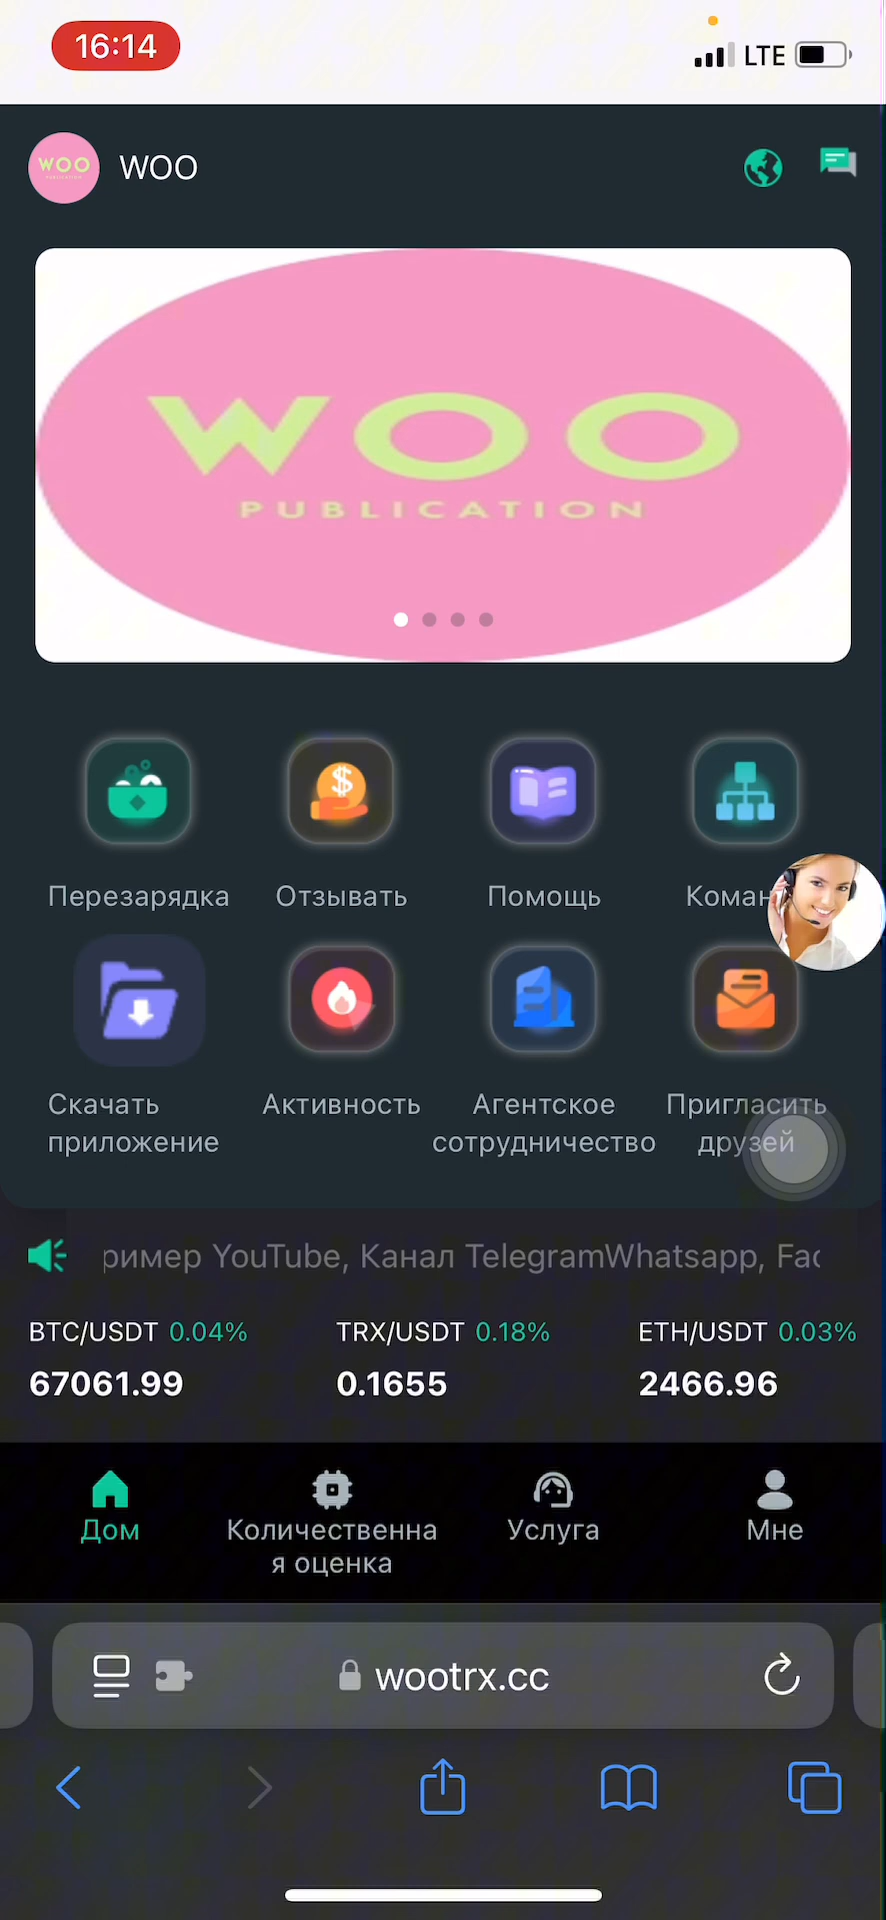 16:14
LTE
WOO
WOO
WOO
PUBLICATION
Перезарядка
Отзывать
Помощь
Коман
Скачать
приложение
Активность
Агентское
сотрудничество
Пригласить
друзей
ример YouTube, Канал TelegramWhatsapp, Fac
BTC/USDT 0.04%
TRX/USDT 0.18%
ETH/USDT 0.03%
67061.99
0.1655
2466.96
Дом
Количественна
я оценка
Услуга
Мне
wootrx.cc